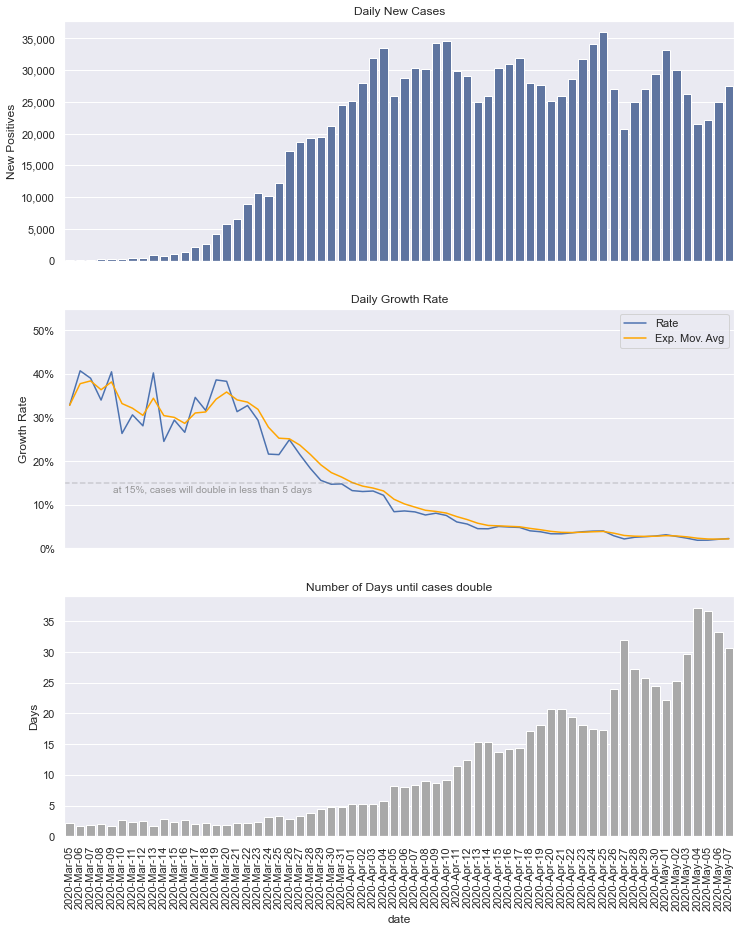 Daily New Cases
35,000
30,000
25,000
20,000
15,000
10,000
5,000
0
New Positives
Daily Growth Rate
50%
40%
30%
20%
10%
0%
Growth Rate
Rate
Exp. Mov. Avg
at 15%, cases will double in less than 5 days
Number of Days until cases double
35
30
25
20
15
10
5
0
Days
2020-Mar-05
2020-Mar-06
2020-Mar-07
2020-Mar-08
2020-Mar-09
2020-Mar-10
2020-Mar-11
2020-Mar-12
2020-Mar-13
2020-Mar-14
2020-Mar-15
2020-Mar-16
2020-Mar-17
2020-Mar-18
2020-Mar-19
2020-Mar-20
2020-Mar-21
2020-Mar-22
2020-Mar-23
2020-Mar-24
2020-Mar-25
2020-Mar-26
2020-Mar-27
2020-Mar-28
2020-Mar-29
2020-Mar-30
2020-Mar-31
2020-Apr-01
2020-Apr-02
2020-Apr-03
2020-Apr-04
2020-Apr-05
2020-Apr-06
2020-Apr-07
2020-Apr-08
2020-Apr-09
2020-Apr-10
2020-Apr-11
2020-Apr-12
2020-Apr-13
2020-Apr-14
2020-Apr-15
2020-Apr-16
2020-Apr-17
2020-Apr-18
2020-Apr-19
2020-Apr-20
2020-Apr-21
2020-Apr-22
2020-Apr-23
2020-Apr-24
2020-Apr-25
2020-Apr-26
2020-Apr-27
2020-Apr-28
2020-Apr-29
2020-Apr-30
2020-May-01
2020-May-02
2020-May-03
2020-May-04
2020-May-05
2020-May-06
2020-May-07
date